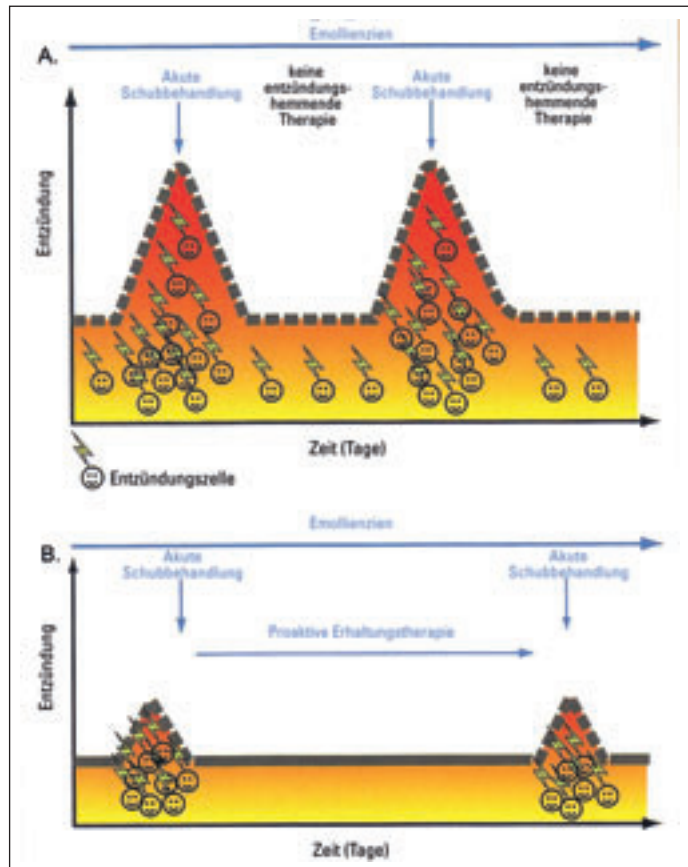 Emollienzien
A.
Akute
Schubbehandlung
keine
entzündungs-
hemmende
Therapie
Akute
Schubbehandlung
keine
entzündungs-
hemmende
Therapie
Entzündung
Zeit (Tage)
Entzündungszelle
Emollienzien
B.
Akute
Schubbehandlung
Akute
Schubbehandlung
Proaktive Erhaltungstherapie
Entzündung
Zeit (Tage)